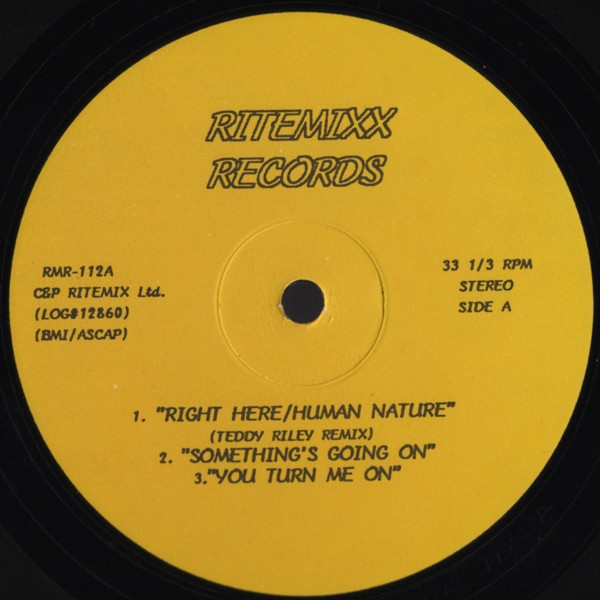 RITEMIXX
RECORDS
RMR-112A
C&P RITEMIX Ltd.
(LOG#12860)
(BMI/ASCAP)
33 1/3 RPM
STEREO
SIDE A
1. "RIGHT HERE/HUMAN NATURE"
(TEDDY RILEY REMIX)
2. "SOMETHING'S GOING ON"
3."YOU TURN ME ON"